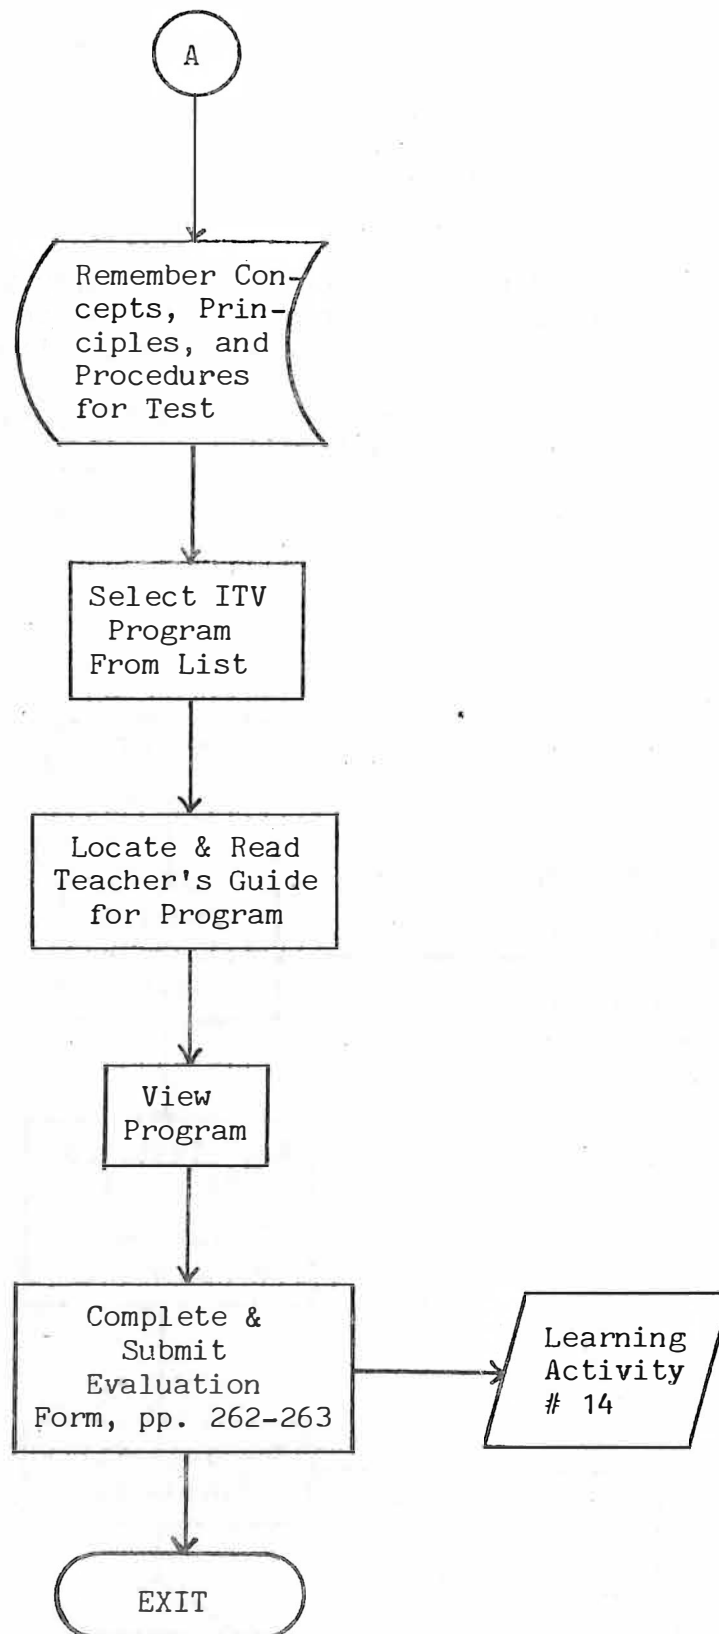 A
Remember Con-
cepts, Prin-
ciples, and
Procedures
for Test
Select ITV
Program
From List
Locate & Read
Teacher's Guide
for Program
View
Program
Complete &
Submit
Evaluation
Form, pp. 262-263
Learning
Activity
# 14
EXIT